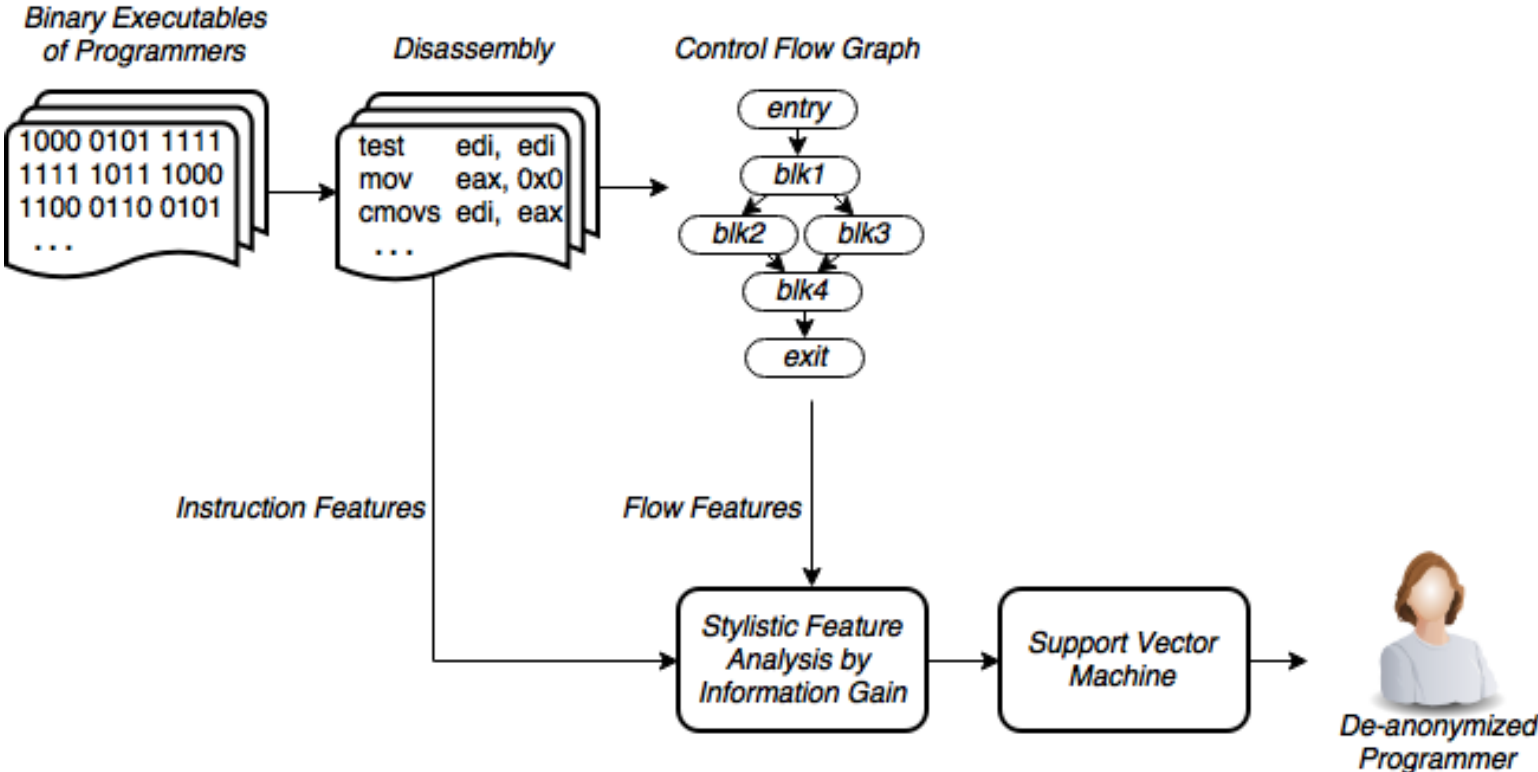 Binary Executables
of Programmers
Disassembly
Control Flow Graph
1000 0101 1111
1111 1011 1000
1100 0110 0101
. . .
test edi, edi
mov eax, 0x0
cmovs edi, eax
. . .
entry
blk1
blk2
blk3
blk4
exit
Instruction Features
Flow Features
Stylistic Feature
Analysis by
Information Gain
Support Vector
Machine
De-anonymized
Programmer